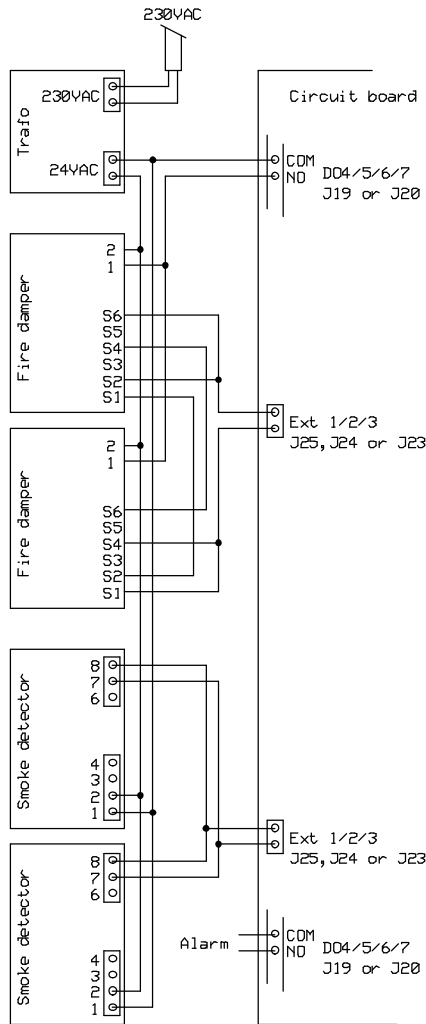 230VAC
Trafo
230VAC
24VAC
Circuit board
COM
NO
DO4/5/6/7
J19 or J20
Fire damper
2
1
S6
S5
S4
S3
S2
S1
Ext 1/2/3
J25, J24 or J23
Fire damper
2
1
S6
S5
S4
S3
S2
S1
Smoke detector
8
7
6
4
3
2
1
Ext 1/2/3
J25, J24 or J23
Smoke detector
8
7
6
4
3
2
1
Alarm
COM
NO
DO4/5/6/7
J19 or J20